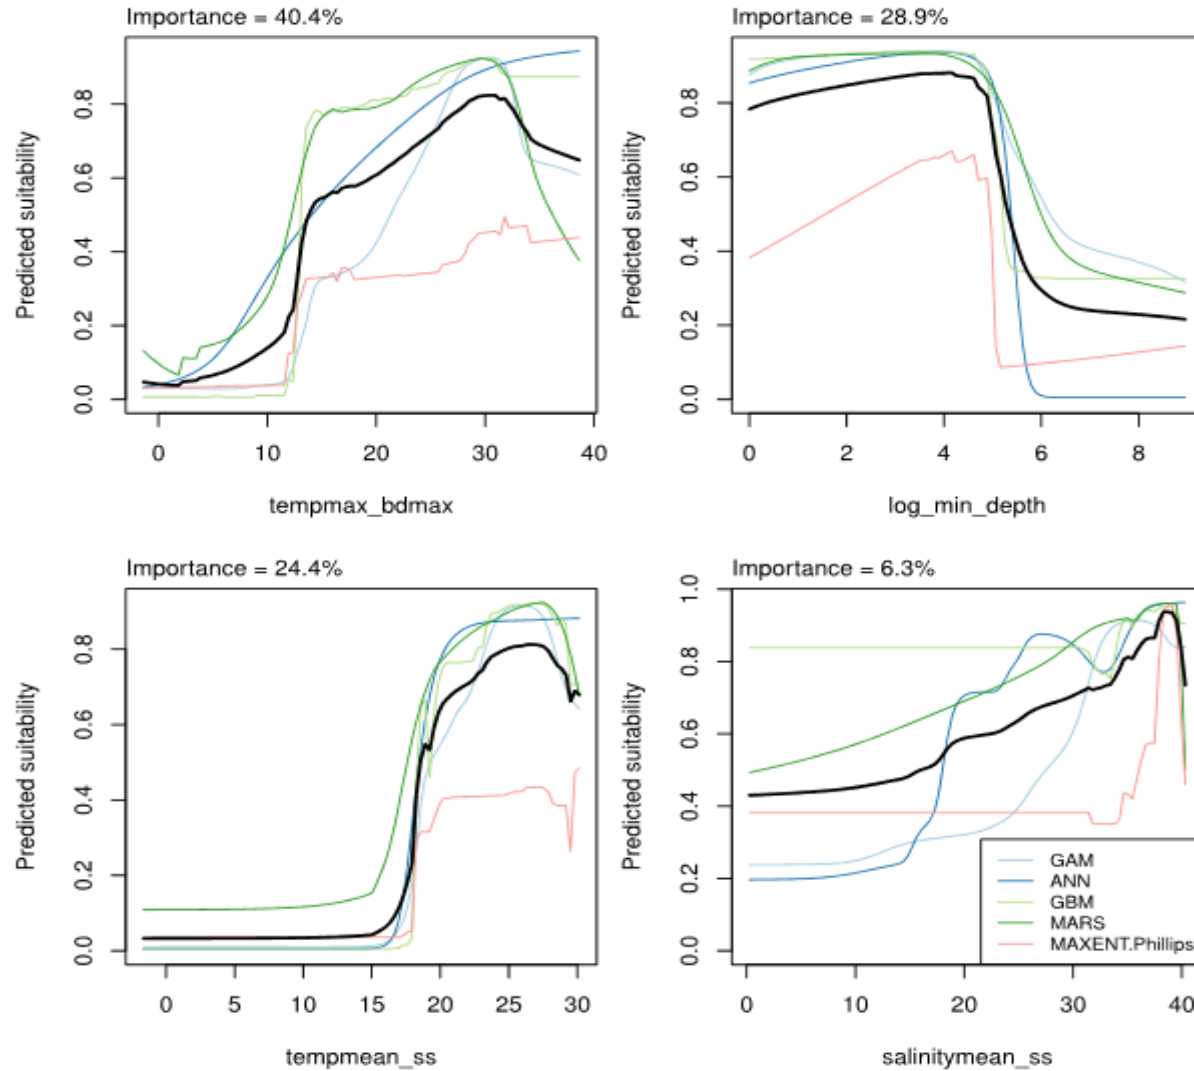 Importance = 40.4%
Predicted suitability
0.0 0.2 0.4 0.6 0.8
0 10 20 30 40
tempmax_bdmax
Importance = 28.9%
Predicted suitability
0.0 0.2 0.4 0.6 0.8
0 2 4 6 8
log_min_depth
Importance = 24.4%
Predicted suitability
0.0 0.2 0.4 0.6 0.8
0 5 10 15 20 25 30
tempmean_ss
Importance = 6.3%
Predicted suitability
0.0 0.2 0.4 0.6 0.8 1.0
0 10 20 30 40
salinitymean_ss
GAM
ANN
GBM
MARS
MAXENT.Phillips